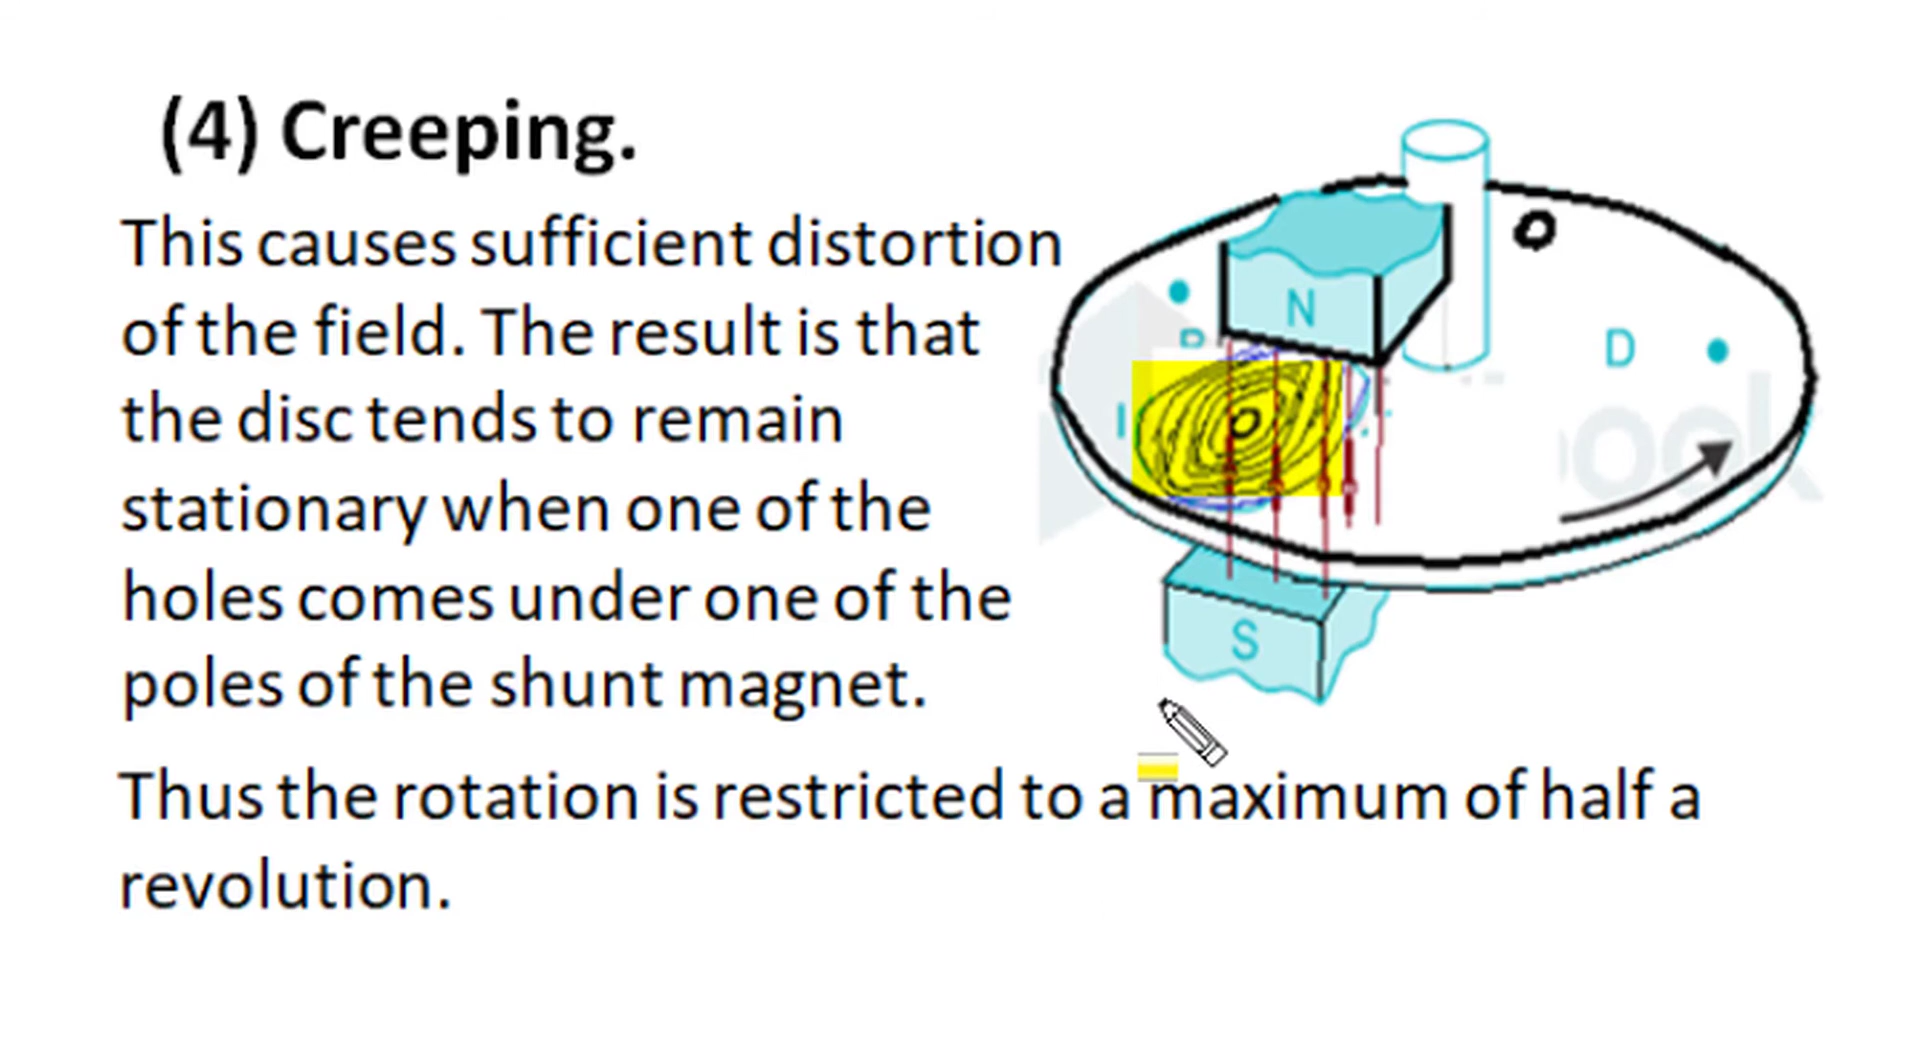 (4) Creeping.
This causes sufficient distortion
of the field. The result is that
the disc tends to remain
stationary when one of the
holes comes under one of the
poles of the shunt magnet.
Thus the rotation is restricted to a maximum of half a
revolution.
N
D
I
S